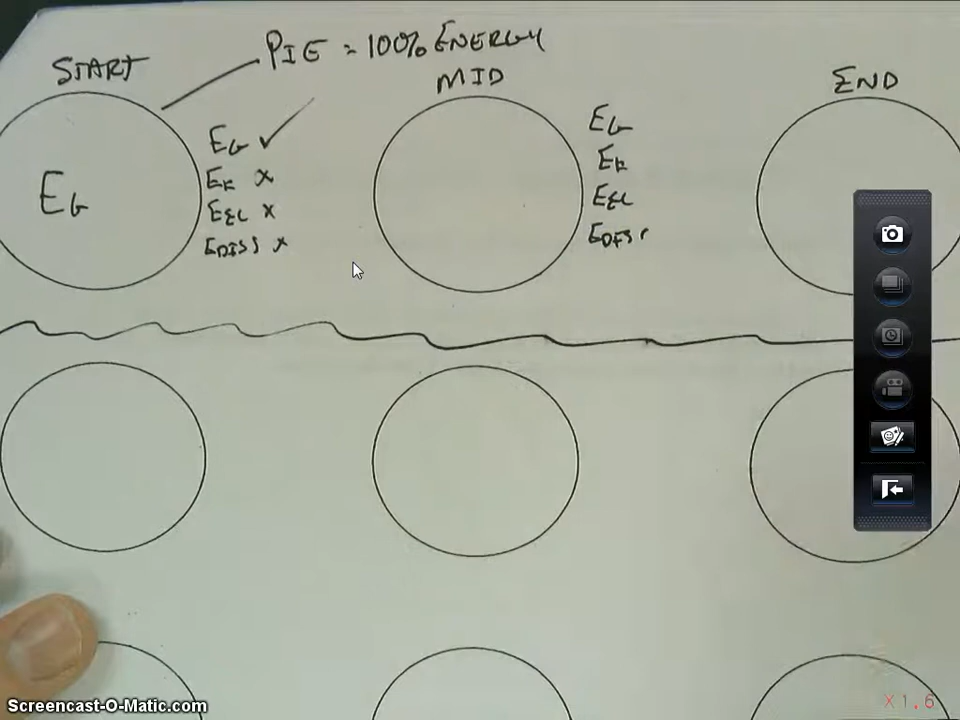 PIE = 100% ENERGY
START
MID
END
EG ✓
EK x
EEL x
EDISS x
EG
EG
EK
EEL
Screencast-O-Matic.com
X1.6